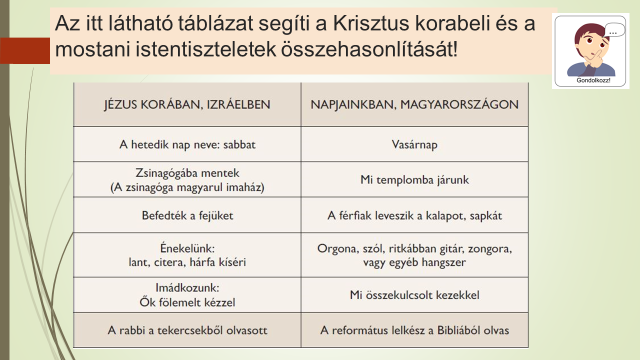 Az itt látható táblázat segíti a Krisztus korabeli és a
mostani istentiszteletek összehasonlítását!
...
Gondolkozz!
JÉZUS KORÁBAN, IZRÁELBEN
NAPJAINKBAN, MAGYARORSZÁGON
A hetedik nap neve: sabbat
Vasárnap
Zsinagógába mentek
(A zsinagóga magyarul imaház)
Mi templomba járunk
Befedték a fejüket
A férfiak leveszik a kalapot, sapkát
Énekelünk:
lant, citera, hárfa kíséri
Orgona, szól, ritkábban gitár, zongora,
vagy egyéb hangszer
Imádkozunk:
Ők fölemelt kézzel
Mi összekulcsolt kezekkel
A rabbi a tekercsekből olvasott
A református lelkész a Bibliából olvas